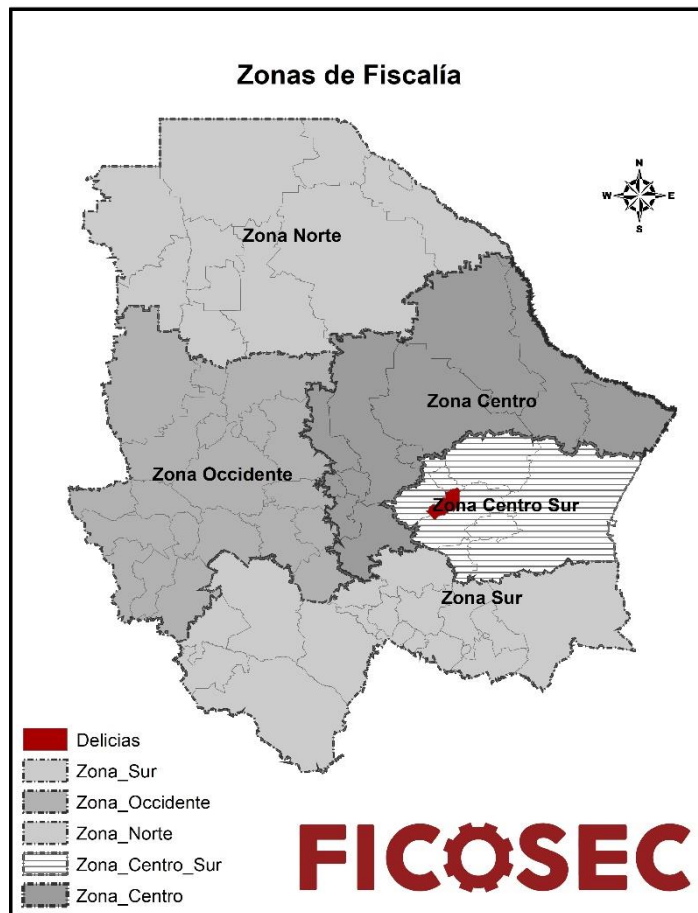 Zonas de Fiscalía
N
W E
S
Zona Norte
Zona Centro
Zona Occidente
Zona Centro Sur
Zona Sur
Delicias
Zona_Sur
Zona_Occidente
Zona_Norte
Zona_Centro_Sur
Zona_Centro
FICOSEC